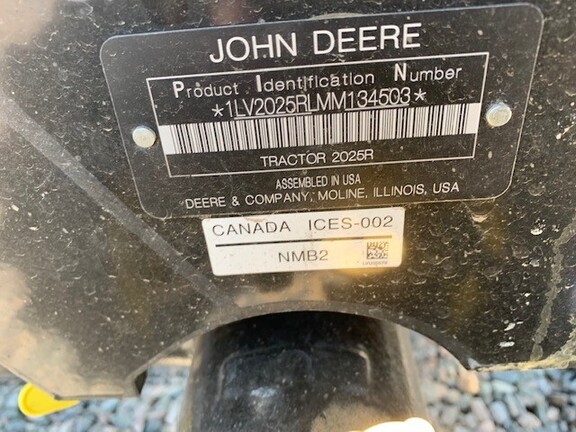 JOHN DEERE
Product Identification Number
*1LV2025RLMM134503*
TRACTOR 2025R
ASSEMBLED IN USA
DEERE & COMPANY, MOLINE, ILLINOIS, USA
CANADA ICES-002
NMB2